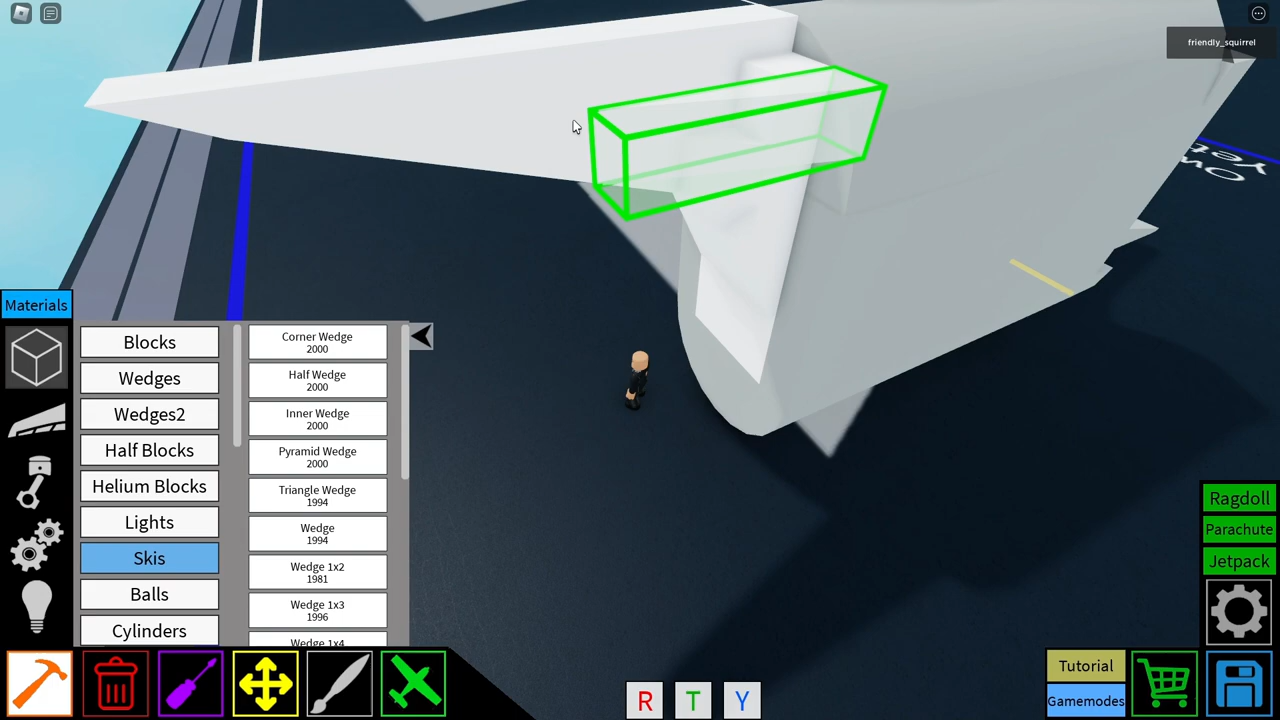 friendly_squirrel
Materials
Blocks
Wedges
Wedges2
Half Blocks
Helium Blocks
Lights
Skis
Balls
Cylinders
Corner Wedge
2000
Half Wedge
2000
Inner Wedge
2000
Pyramid Wedge
2000
Triangle Wedge
1994
Wedge
1994
Wedge 1x2
1981
Wedge 1x3
1996
Wedge 1x4
Ragdoll
Parachute
Jetpack
Tutorial
Gamemodes
R T Y